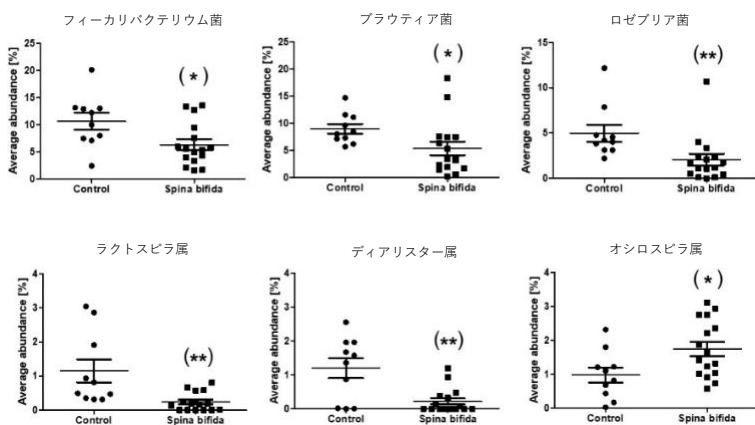 フィーカリバクテリウム菌
Average abundance [%]
25
20
15
10
5
0
(*)
Control
Spina bifida
ブラウティア菌
Average abundance [%]
25
20
15
10
5
0
(*)
Control
Spina bifida
ロゼブリア菌
Average abundance [%]
15
10
5
0
(**)
Control
Spina bifida
ラクトスピラ属
Average abundance [%]
4
3
2
1
0
(**)
Control
Spina bifida
ディアリスター属
Average abundance [%]
4
3
2
1
0
(**)
Control
Spina bifida
オシロスピラ属
Average abundance [%]
4
3
2
1
0
(*)
Control
Spina bifida